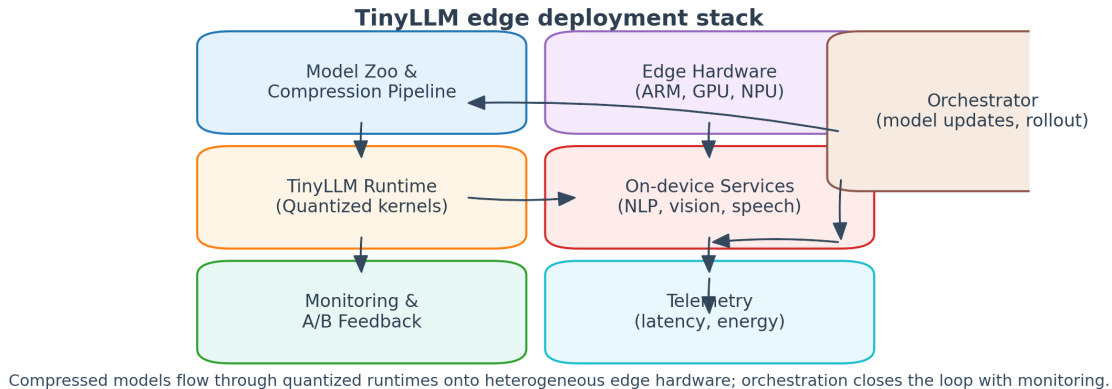 TinyLLM edge deployment stack
Model Zoo &
Compression Pipeline
Edge Hardware
(ARM, GPU, NPU)
Orchestrator
(model updates, rollout)
TinyLLM Runtime
(Quantized kernels)
On-device Services
(NLP, vision, speech)
Monitoring &
A/B Feedback
Telemetry
(latency, energy)
Compressed models flow through quantized runtimes onto heterogeneous edge hardware; orchestration closes the loop with monitoring.